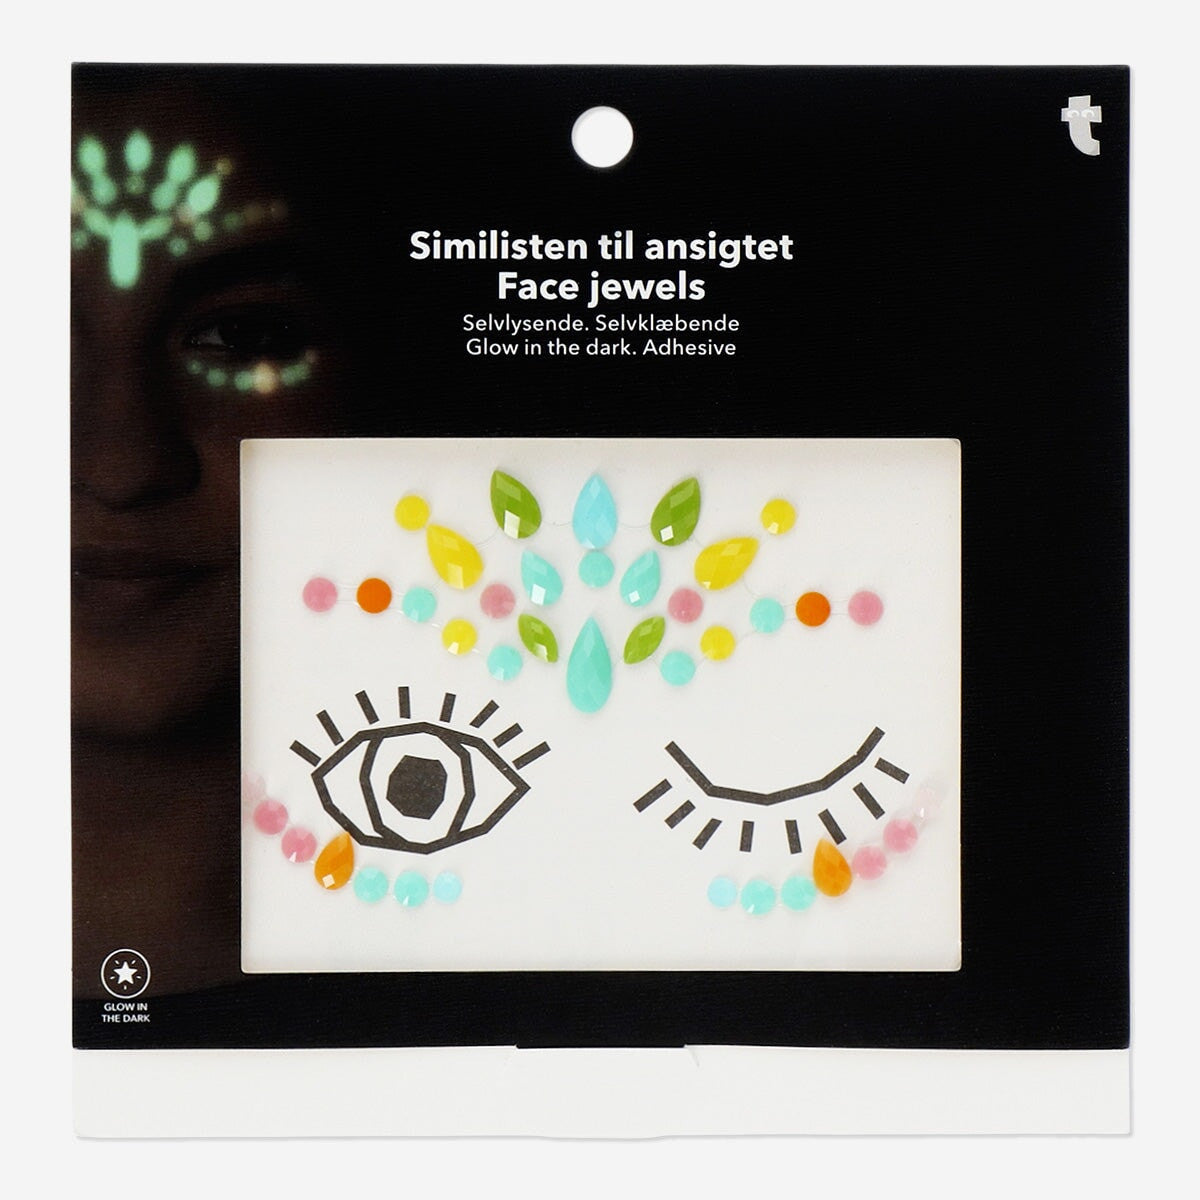 t
Similisten til ansigtet
Face jewels
Selvlysende. Selvklæbende
Glow in the dark. Adhesive
GLOW IN
THE DARK